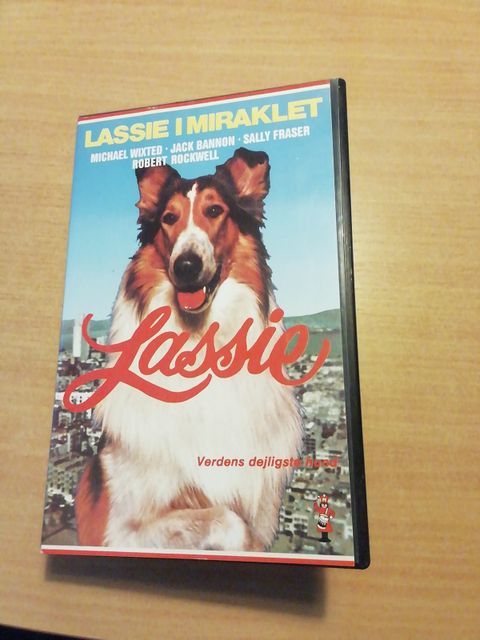 LASSIE I MIRAKLET
MICHAEL WIXTED · JACK BANNON · SALLY FRASER
ROBERT ROCKWELL
Lassie
Verdens dejligste hund